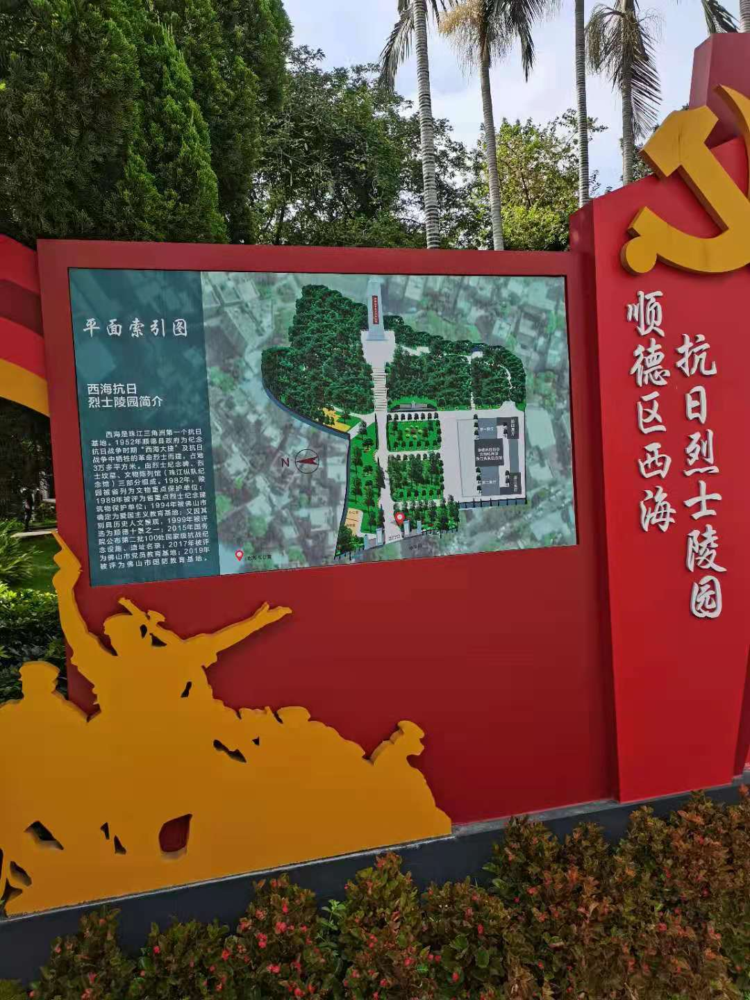 平面索引图
西海抗日
烈士陵园简介
西海是珠江三角洲第一个抗日
基地。1952年顺德县政府为纪念
抗日战争时期“西海大捷”及抗日
战争中牺牲的革命烈士而建。占地
3万多平方米。由烈士纪念碑、烈
士坟墓、文物陈列馆（珠江纵队纪
念馆）三部分组成。1982年，陵
园被省列为文物重点保护单位；
1989年被评为省重点烈士纪念建
筑物保护单位；1994年被佛山市
确定为爱国主义教育基地；又因其
别具历史人文景观，1999年被评
选为顺德十景之一；2015年国务
院公布第二批100处国家级抗战纪
念设施、遗址名录；2017年被评
为佛山市党员教育基地；2019年
被评为佛山市国防教育基地。
N
顺德区西海
抗日烈士陵园